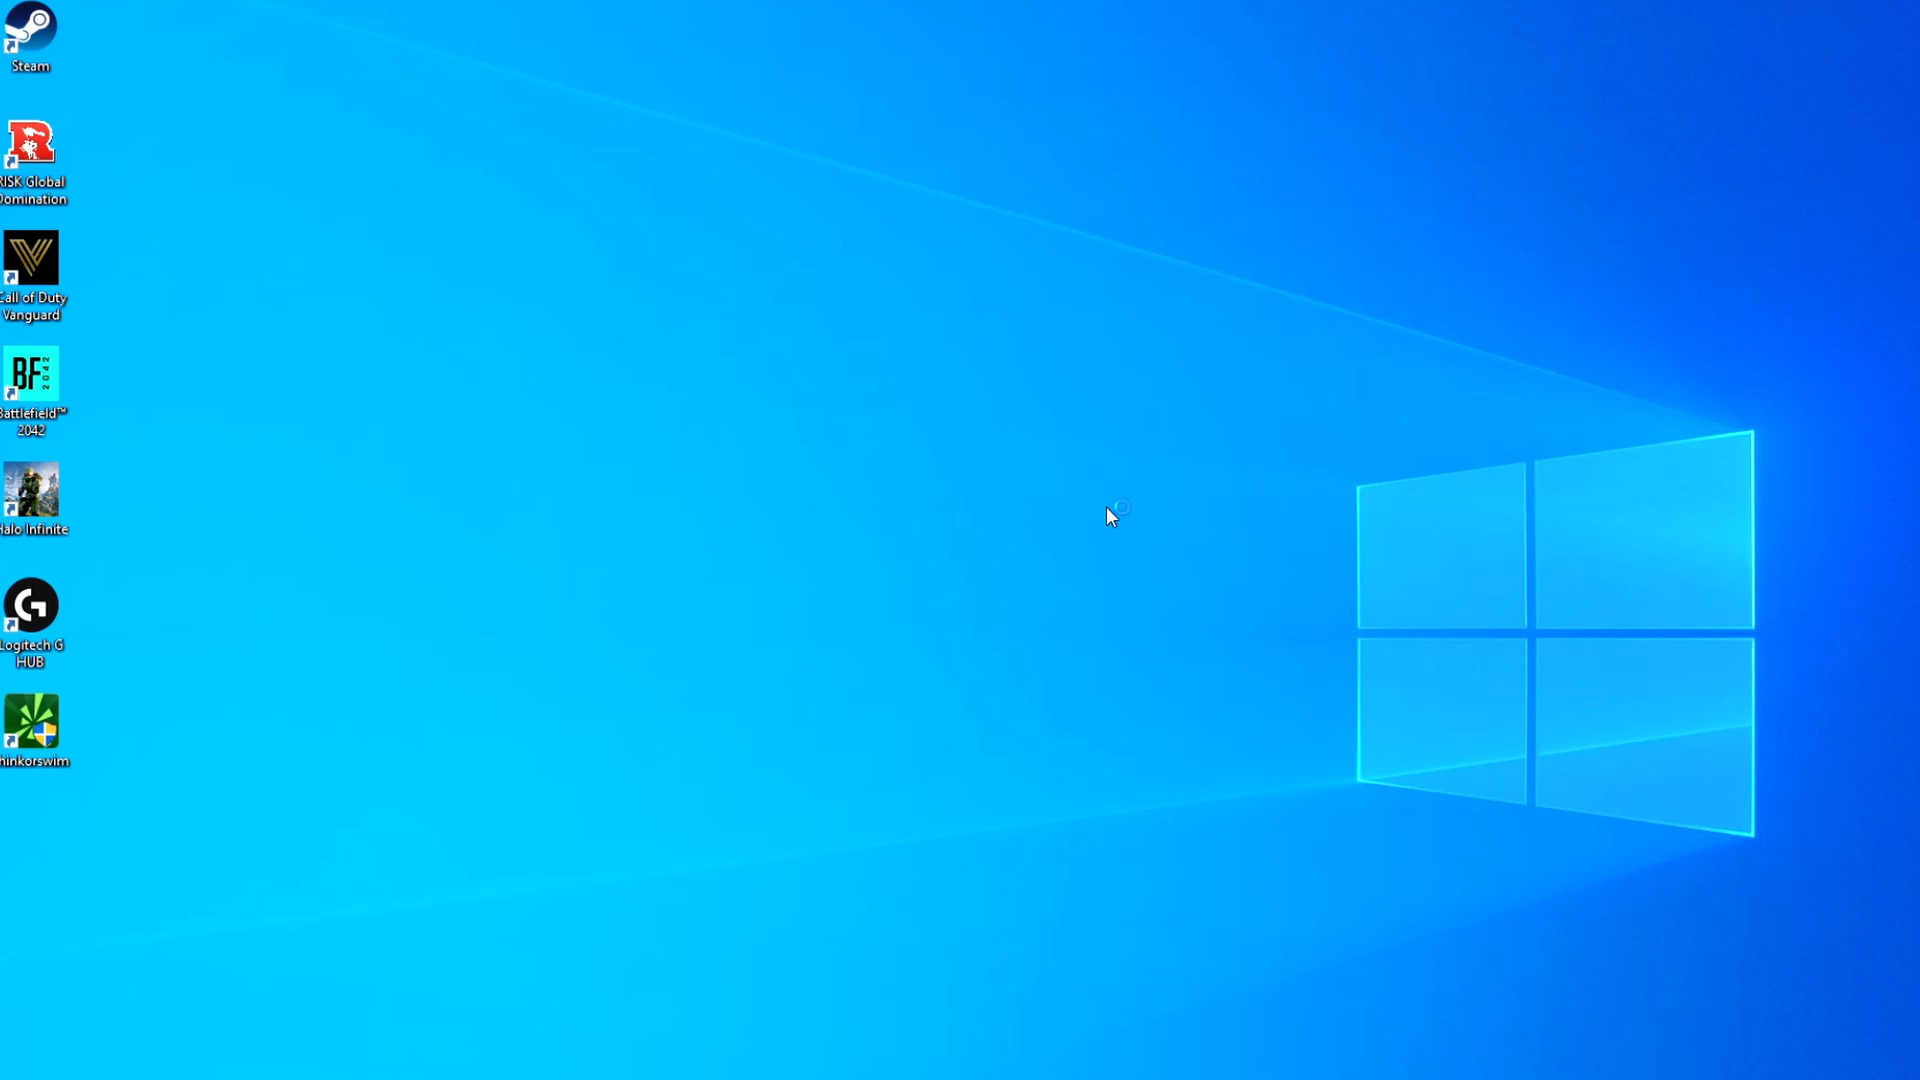 Steam
RISK Global
Domination
Call of Duty
Vanguard
BF 2042
Battlefield™
2042
Halo Infinite
Logitech G
HUB
hinkorswim